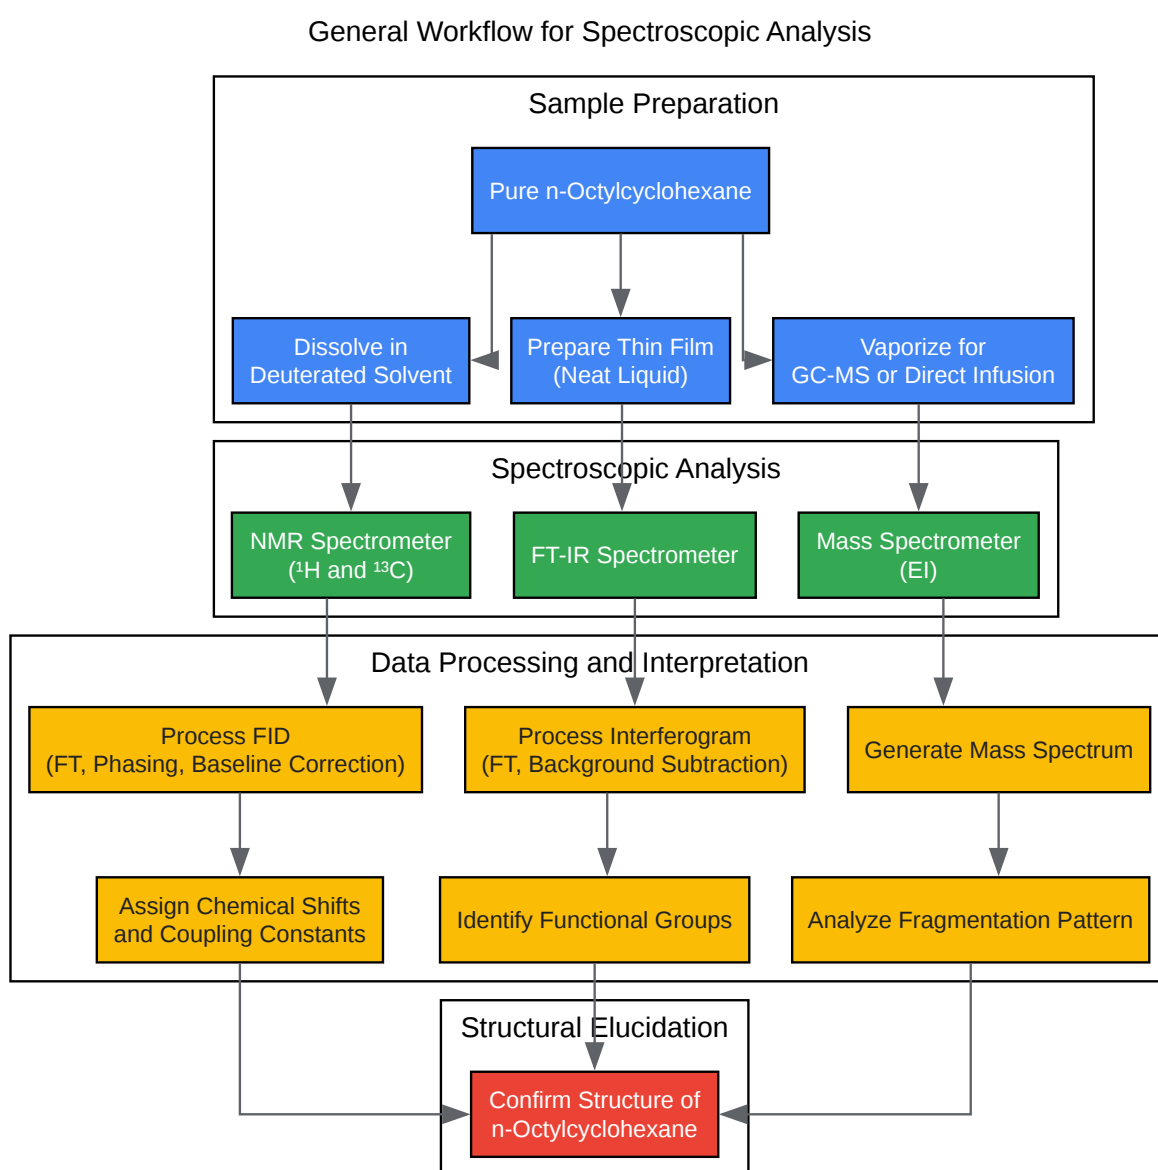 General Workflow for Spectroscopic Analysis
Sample Preparation
Pure n-Octylcyclohexane
Dissolve in
Deuterated Solvent
Prepare Thin Film
(Neat Liquid)
Vaporize for
GC-MS or Direct Infusion
Spectroscopic Analysis
NMR Spectrometer
(¹H and ¹³C)
FT-IR Spectrometer
Mass Spectrometer
(EI)
Data Processing and Interpretation
Process FID
(FT, Phasing, Baseline Correction)
Process Interferogram
(FT, Background Subtraction)
Generate Mass Spectrum
Assign Chemical Shifts
and Coupling Constants
Identify Functional Groups
Analyze Fragmentation Pattern
Structural Elucidation
Confirm Structure of
n-Octylcyclohexane